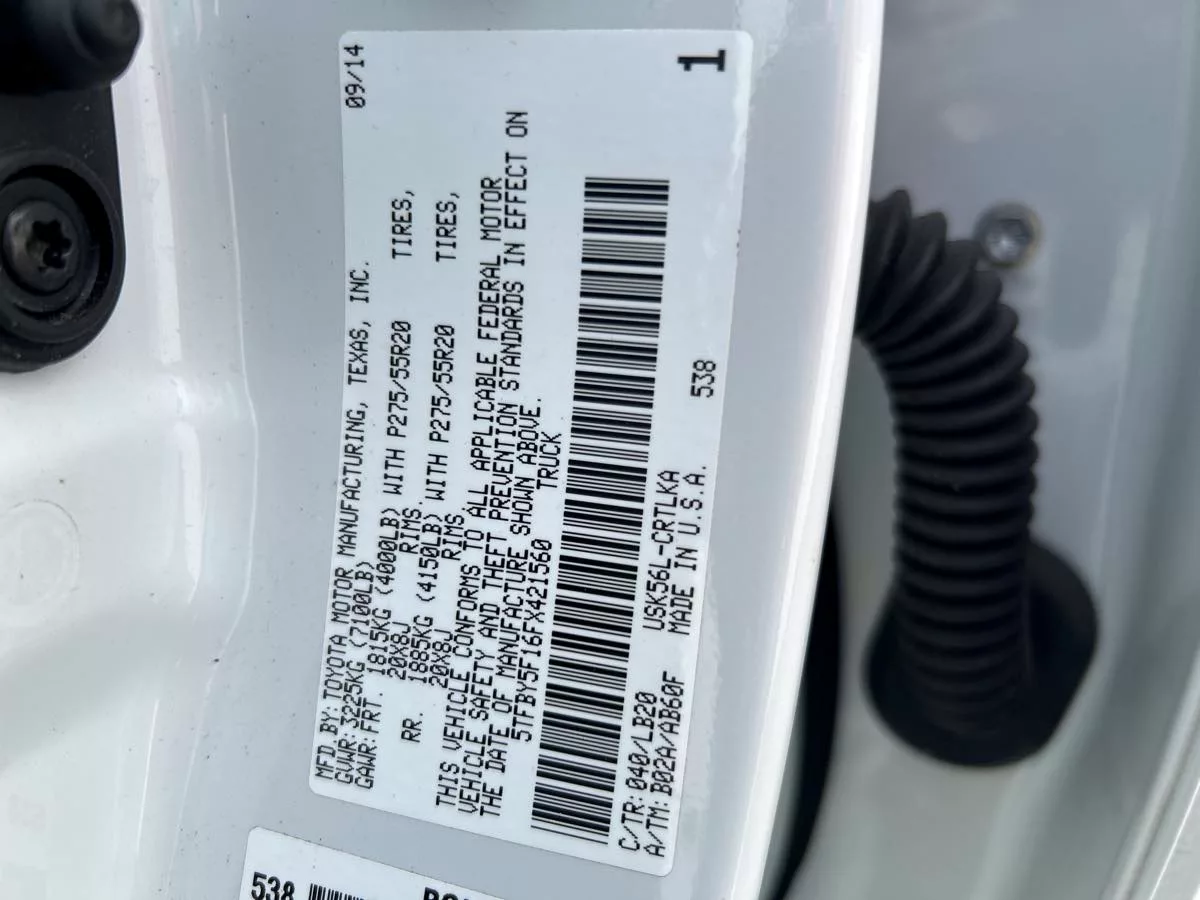 MFD.BY:TOYOTA MOTOR MANUFACTURING, TEXAS, INC. 09/14
GVWR:3225KG (7100LB)
GAWR:FRT. 1815KG (4000LB) WITH P275/55R20 TIRES,
20X8J RIMS.
RR. 1885KG (4150LB) WITH P275/55R20 TIRES,
20X8J RIMS.
THIS VEHICLE CONFORMS TO ALL APPLICABLE FEDERAL MOTOR
VEHICLE SAFETY AND THEFT PREVENTION STANDARDS IN EFFECT ON
THE DATE OF MANUFACTURE SHOWN ABOVE.
5TFBY5F16FX421560 TRUCK
C/TR:040/LB20 USK56L-CRTLKA 538
A/TM:B02A/AB60F MADE IN U.S.A. 1
538